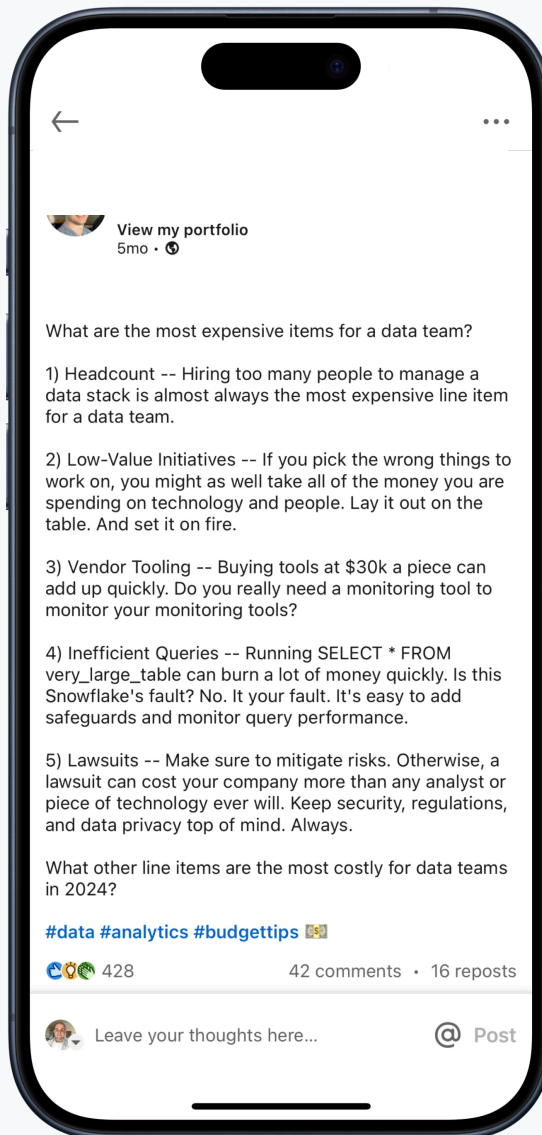 View my portfolio
5mo •
What are the most expensive items for a data team?
1) Headcount -- Hiring too many people to manage a
data stack is almost always the most expensive line item
for a data team.
2) Low-Value Initiatives -- If you pick the wrong things to
work on, you might as well take all of the money you are
spending on technology and people. Lay it out on the
table. And set it on fire.
3) Vendor Tooling -- Buying tools at $30k a piece can
add up quickly. Do you really need a monitoring tool to
monitor your monitoring tools?
4) Inefficient Queries -- Running SELECT * FROM
very_large_table can burn a lot of money quickly. Is this
Snowflake's fault? No. It your fault. It's easy to add
safeguards and monitor query performance.
5) Lawsuits -- Make sure to mitigate risks. Otherwise, a
lawsuit can cost your company more than any analyst or
piece of technology ever will. Keep security, regulations,
and data privacy top of mind. Always.
What other line items are the most costly for data teams
in 2024?
#data #analytics #budgettips 💵
428 42 comments • 16 reposts
Leave your thoughts here... @ Post